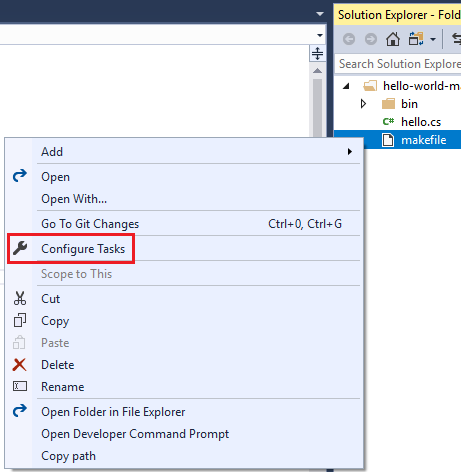 Solution Explorer - Fold
Search Solution Explore
hello-world-m
bin
C# hello.cs
makefile
Add
Open
Open With...
Go To Git Changes Ctrl+0, Ctrl+G
Configure Tasks
Scope to This
Cut
Copy
Paste
Delete
Rename
Open Folder in File Explorer
Open Developer Command Prompt
Copy path